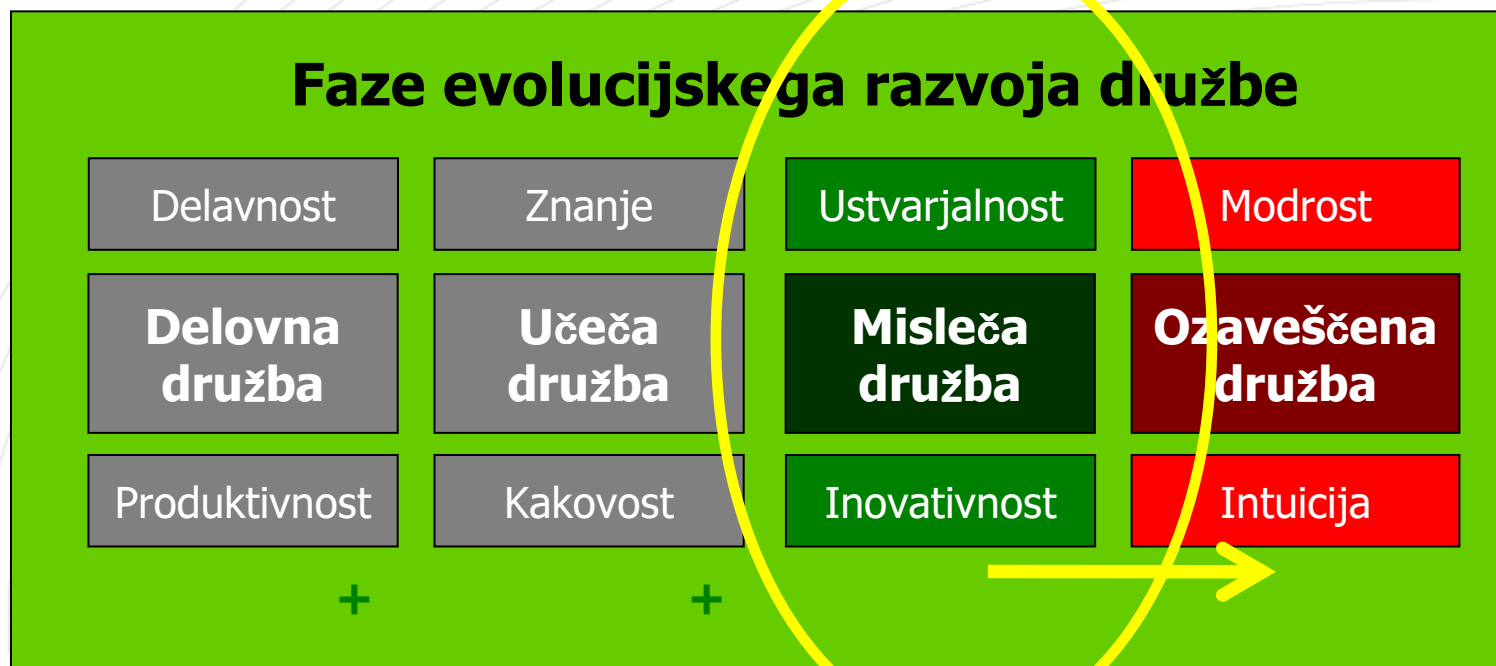 Faze evolucijskega razvoja družbe
Delavnost
Znanje
Ustvarjalnost
Modrost
Delovna
družba
Učeča
družba
Misleča
družba
Ozaveščena
družba
Produktivnost
Kakovost
Inovativnost
Intuicija
+
+